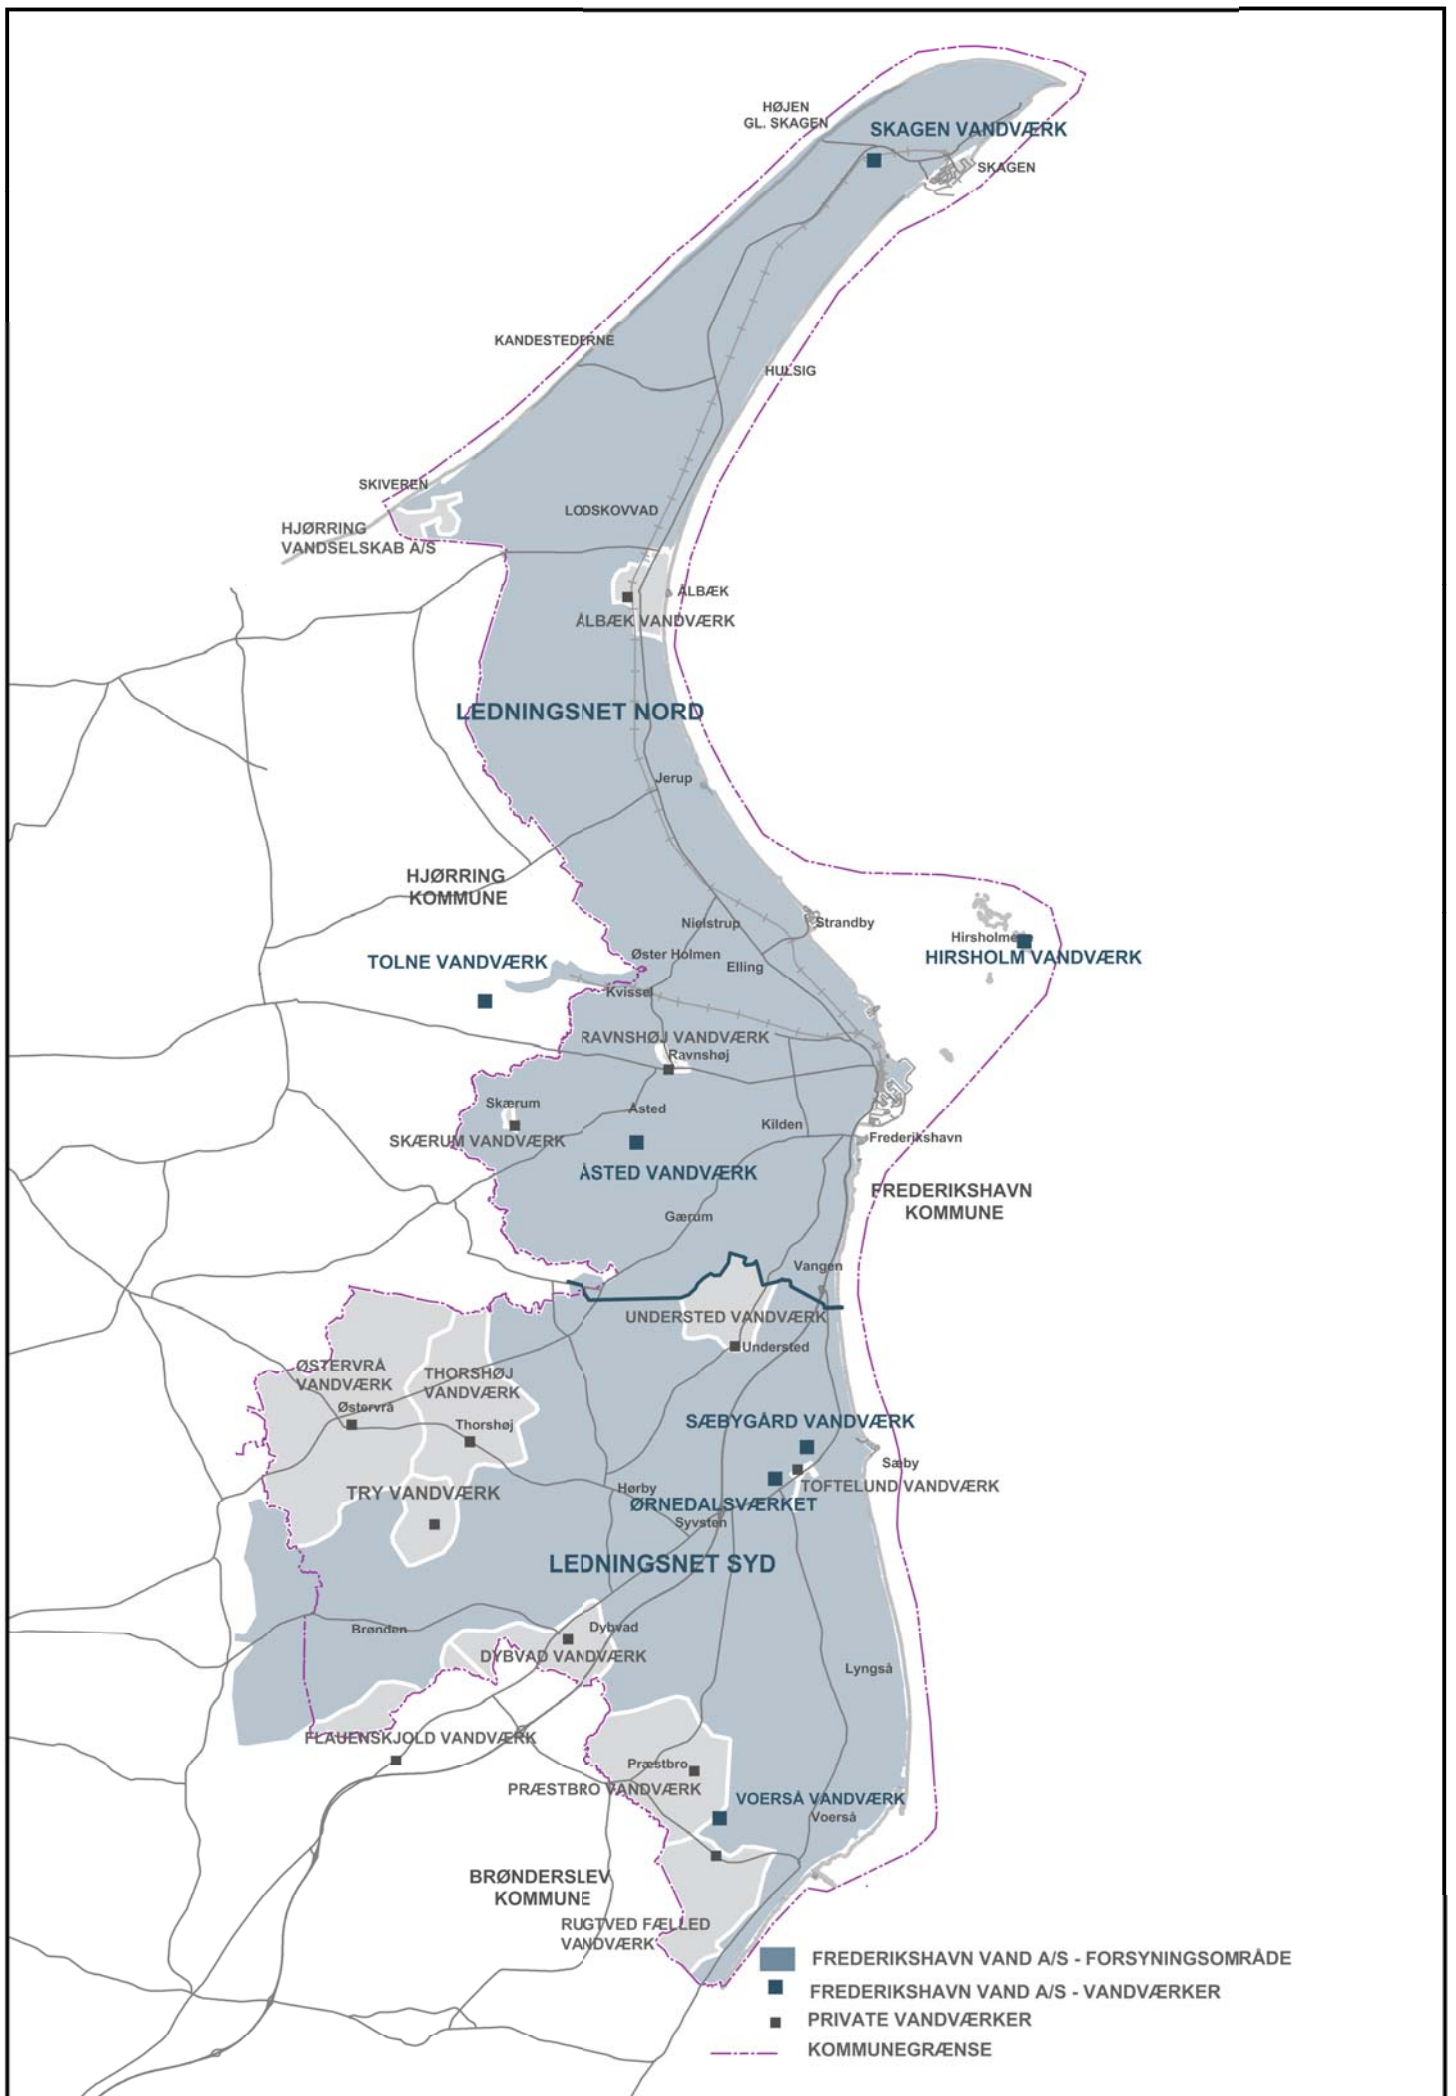 HØJEN
GL. SKAGEN
SKAGEN VANDVÆRK
SKAGEN
KANDESTEDERNE
HULSIG
SKIVEREN
LODSKOVVAD
HJØRRING
VANDSELSKAB A/S
ÅLBÆK
ÅLBÆK VANDVÆRK
LEDNINGSNET NORD
Jerup
HJØRRING
KOMMUNE
Nielstrup
Strandby
Hirsholmene
HIRSHOLM VANDVÆRK
TOLNE VANDVÆRK
Øster Holmen
Elling
Kvissel
RAVNSHØJ VANDVÆRK
Ravnshøj
Skærum
Åsted
SKÆRUM VANDVÆRK
Kilden
Frederikshavn
ÅSTED VANDVÆRK
FREDERIKSHAVN
KOMMUNE
Gærum
Vangen
UNDERSTED VANDVÆRK
Understed
ØSTERVRÅ
VANDVÆRK
THORSHØJ
VANDVÆRK
Østervrå
Thorshøj
SÆBYGÅRD VANDVÆRK
Sæby
TOFTELUND VANDVÆRK
TRY VANDVÆRK
Hørby
ØRNEDALSVÆRKET
Syvsten
LEDNINGSNET SYD
Brønden
Dybvad
DYBVAD VANDVÆRK
Lyngså
FLAUENSKJOLD VANDVÆRK
Præstbro
PRÆSTBRO VANDVÆRK
VOERSÅ VANDVÆRK
Voerså
BRØNDERSLEV
KOMMUNE
RUGTVED FÆLLED
VANDVÆRK
FREDERIKSHAVN VAND A/S - FORSYNINGSOMRÅDE
FREDERIKSHAVN VAND A/S - VANDVÆRKER
PRIVATE VANDVÆRKER
KOMMUNEGRÆNSE